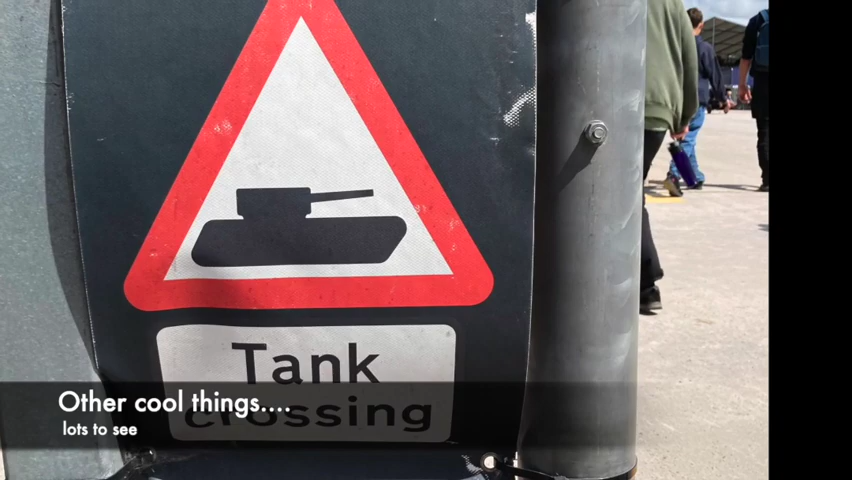 Tank
crossing
Other cool things....
lots to see